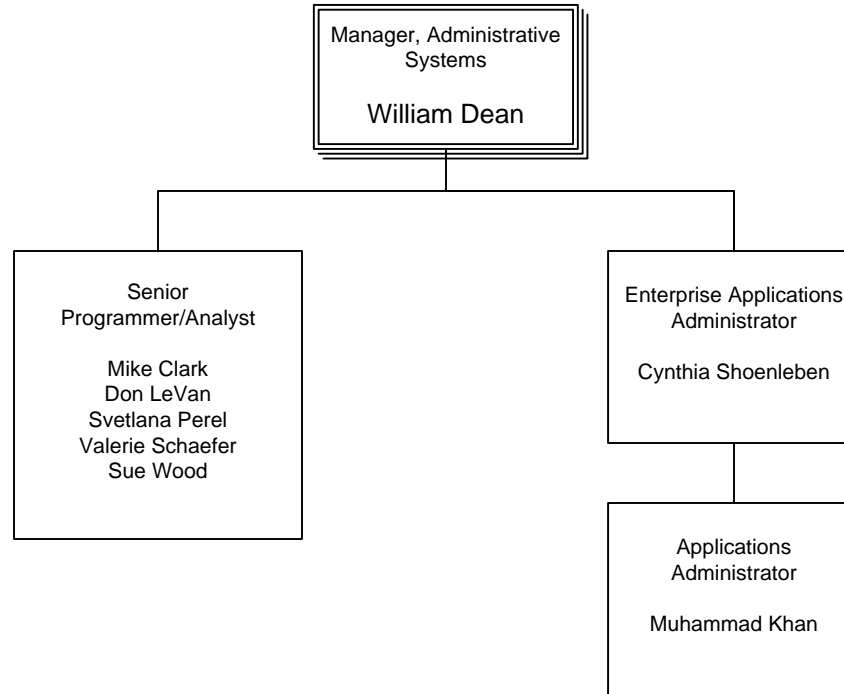 Manager, Administrative
Systems
William Dean
Senior
Programmer/Analyst
Mike Clark
Don LeVan
Svetlana Perel
Valerie Schaefer
Sue Wood
Enterprise Applications
Administrator
Cynthia Shoenleben
Applications
Administrator
Muhammad Khan